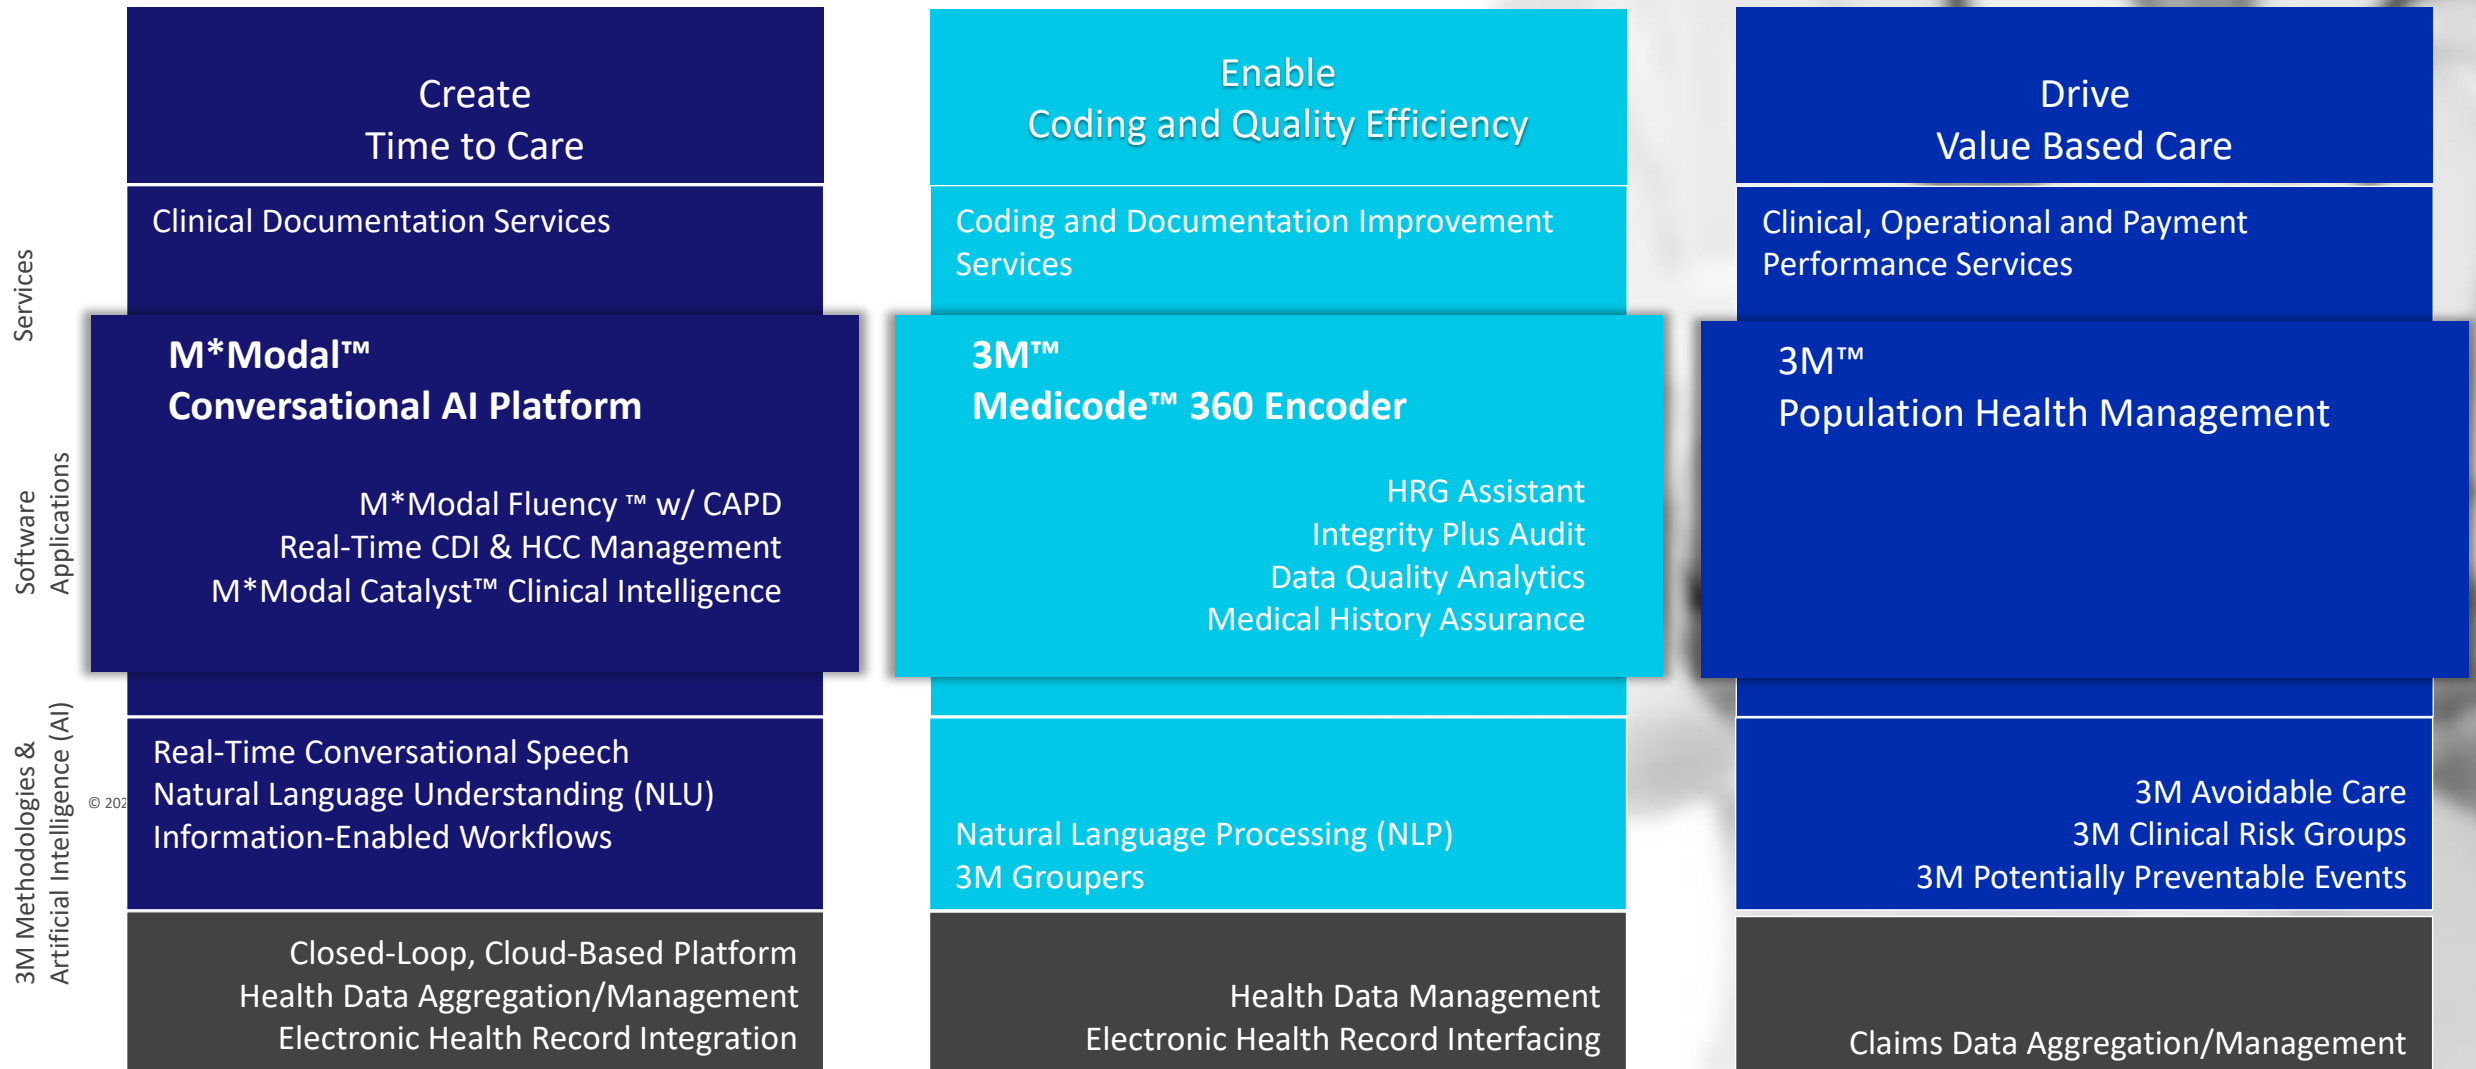 Create
Time to Care
Enable
Coding and Quality Efficiency
Drive
Value Based Care
Services
Clinical Documentation Services
Coding and Documentation Improvement
Services
Clinical, Operational and Payment
Performance Services
Software
Applications
M*Modal™
Conversational AI Platform
M*Modal Fluency ™ w/ CAPD
Real-Time CDI & HCC Management
M*Modal Catalyst™ Clinical Intelligence
3M™
Medicode™ 360 Encoder
HRG Assistant
Integrity Plus Audit
Data Quality Analytics
Medical History Assurance
3M™
Population Health Management
3M Methodologies &
Artificial Intelligence (AI)
© 202
Real-Time Conversational Speech
Natural Language Understanding (NLU)
Information-Enabled Workflows
Natural Language Processing (NLP)
3M Groupers
3M Avoidable Care
3M Clinical Risk Groups
3M Potentially Preventable Events
Closed-Loop, Cloud-Based Platform
Health Data Aggregation/Management
Electronic Health Record Integration
Health Data Management
Electronic Health Record Interfacing
Claims Data Aggregation/Management